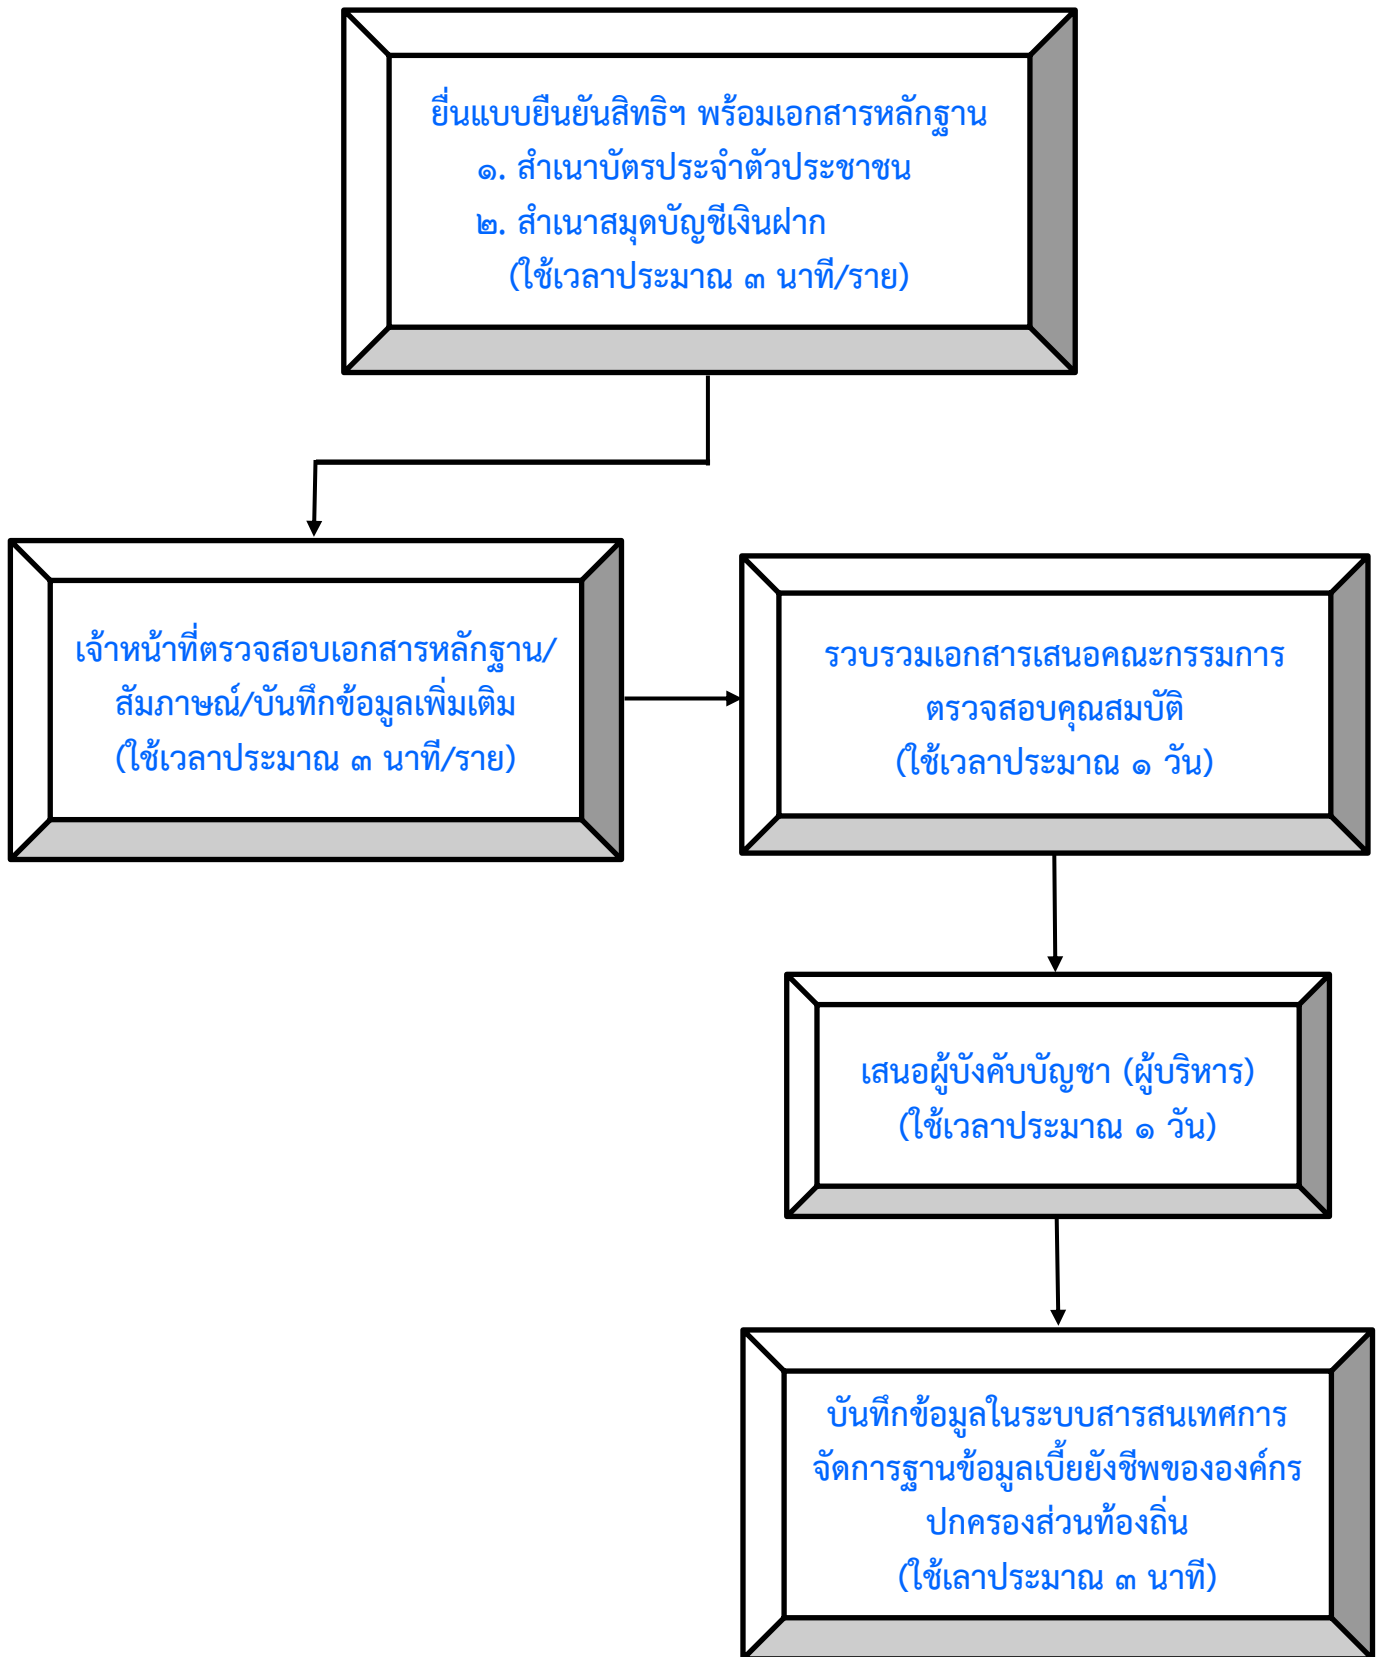 ยื่นแบบยืนยันสิทธิฯ พร้อมเอกสารหลักฐาน
๑. สำเนาบัตรประจำตัวประชาชน
๒. สำเนาสมุดบัญชีเงินฝาก
(ใช้เวลาประมาณ ๓ นาที/ราย)
เจ้าหน้าที่ตรวจสอบเอกสารหลักฐาน/
สัมภาษณ์/บันทึกข้อมูลเพิ่มเติม
(ใช้เวลาประมาณ ๓ นาที/ราย)
รวบรวมเอกสารเสนอคณะกรรมการ
ตรวจสอบคุณสมบัติ
(ใช้เวลาประมาณ ๑ วัน)
เสนอผู้บังคับบัญชา (ผู้บริหาร)
(ใช้เวลาประมาณ ๑ วัน)
บันทึกข้อมูลในระบบสารสนเทศการ
จัดการฐานข้อมูลเบี้ยยังชีพขององค์กร
ปกครองส่วนท้องถิ่น
(ใช้เลาประมาณ ๓ นาที)